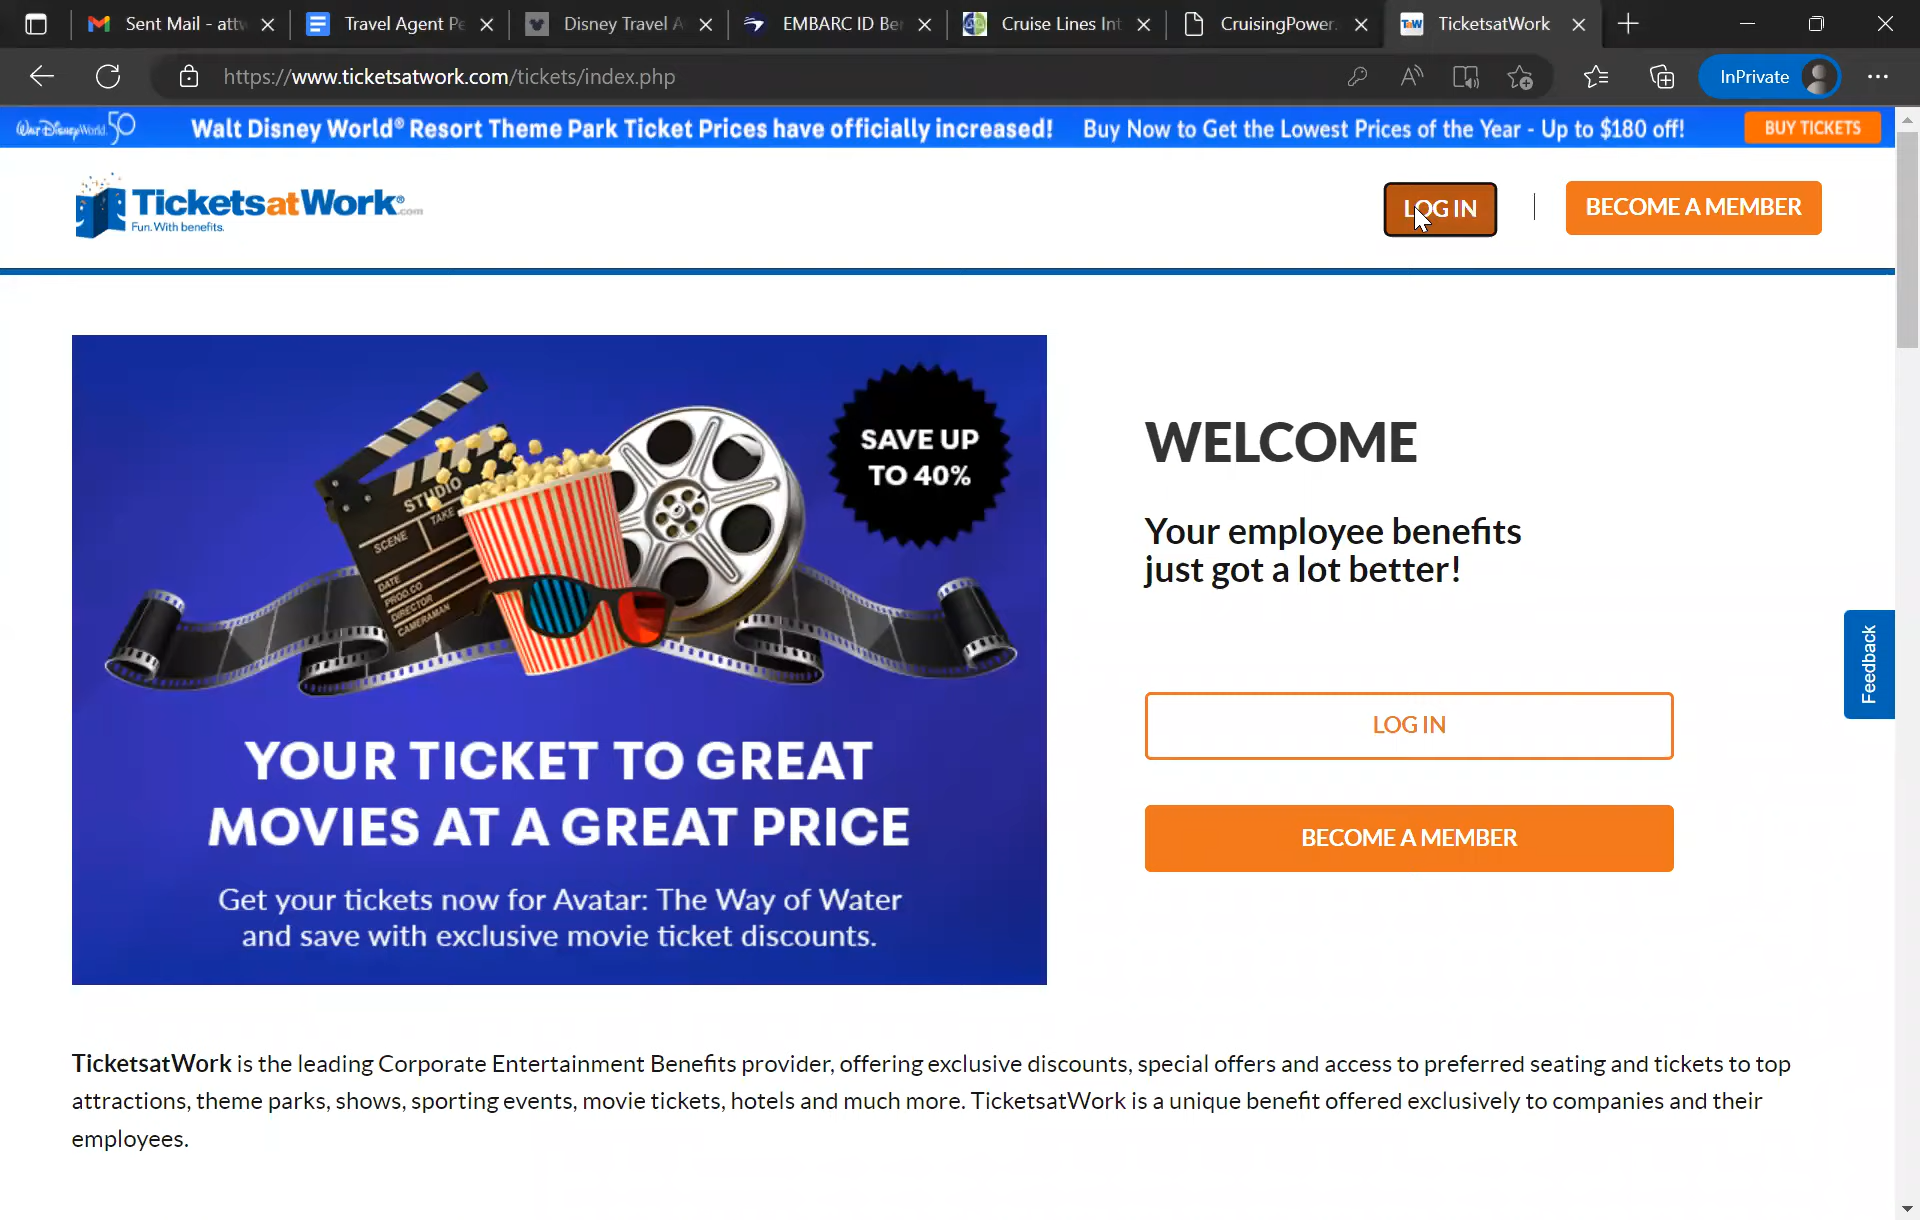 Sent Mail - attw
Travel Agent Pe
Disney Travel A
EMBARC ID Ber
Cruise Lines Int
CruisingPower.
TaW
TicketsatWork
https://www.ticketsatwork.com/tickets/index.php
InPrivate
Walt Disney World 50
Walt Disney World® Resort Theme Park Ticket Prices have officially increased! Buy Now to Get the Lowest Prices of the Year - Up to $180 off!
BUY TICKETS
TicketsatWork®.com
Fun. With benefits.
LOG IN
BECOME A MEMBER
SAVE UP
TO 40%
STUDIO
TAKE
SCENE
DATE
PROD.CO
DIRECTOR
CAMERAMAN
YOUR TICKET TO GREAT
MOVIES AT A GREAT PRICE
Get your tickets now for Avatar: The Way of Water
and save with exclusive movie ticket discounts.
WELCOME
Your employee benefits
just got a lot better!
LOG IN
BECOME A MEMBER
Feedback
TicketsatWork is the leading Corporate Entertainment Benefits provider, offering exclusive discounts, special offers and access to preferred seating and tickets to top
attractions, theme parks, shows, sporting events, movie tickets, hotels and much more. TicketsatWork is a unique benefit offered exclusively to companies and their
employees.